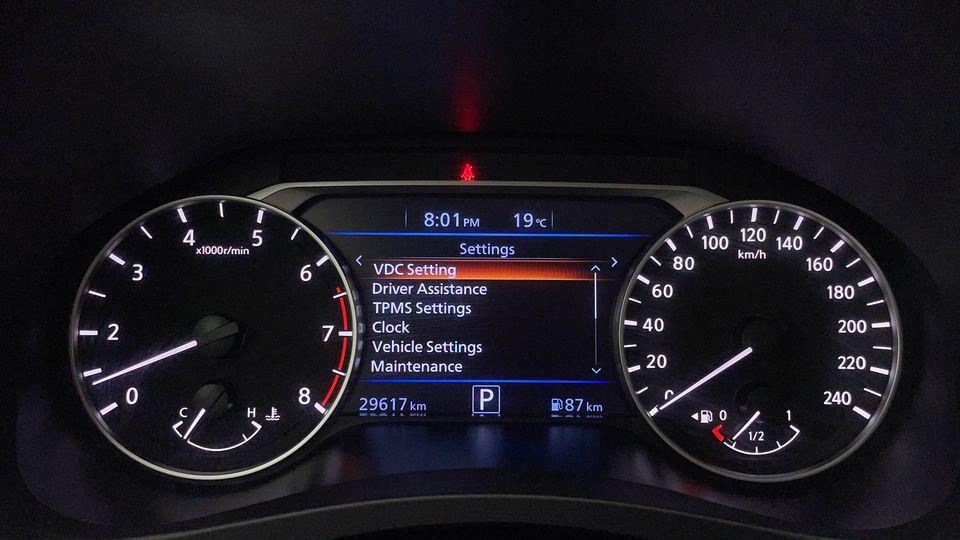 8:01 PM 19°C
Settings
VDC Setting
Driver Assistance
TPMS Settings
Clock
Vehicle Settings
Maintenance
29617 km P 87 km
x1000r/min
0 2 3 4 5 6 7 8
C H
km/h
0 20 40 60 80 100 120 140 160 180 200 220 240
0 1/2 1